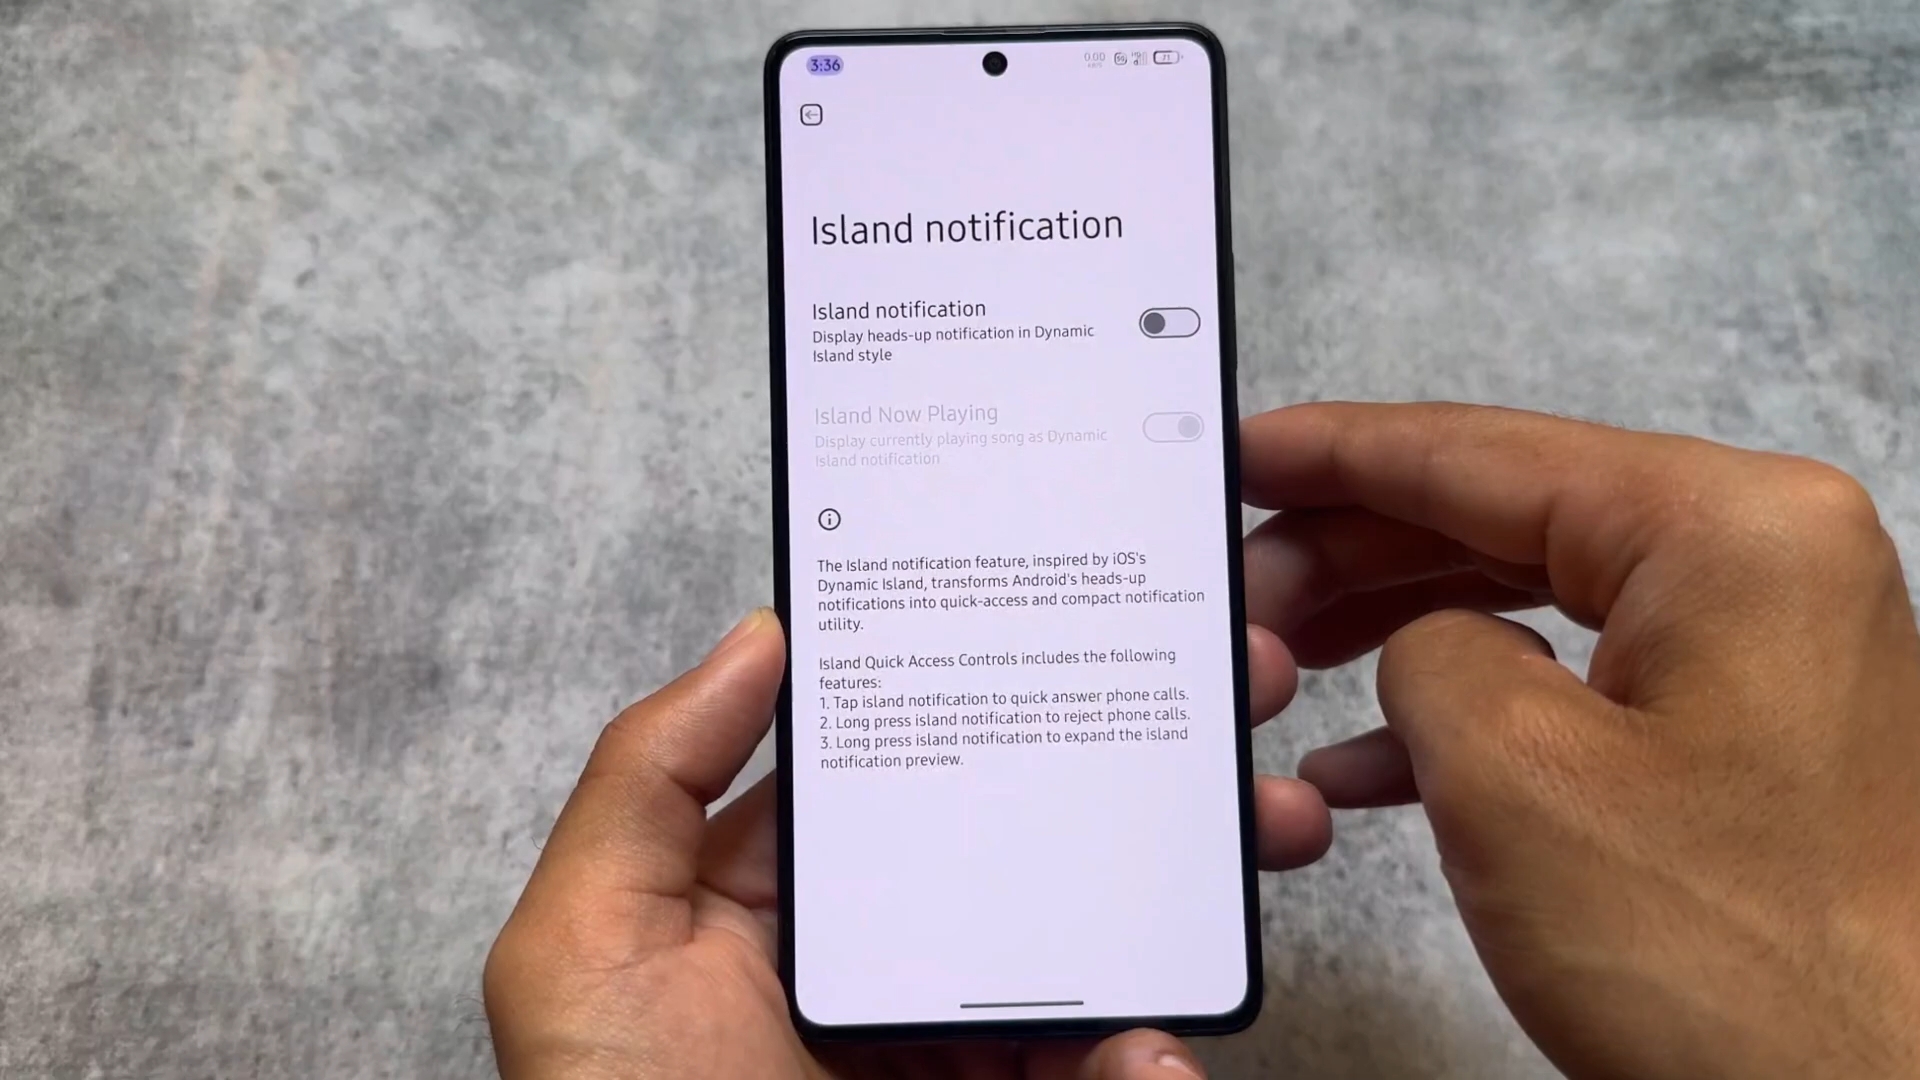 3:36
0.00
71
Island notification
Island notification
Display heads-up notification in Dynamic
Island style
Island Now Playing
Display currently playing song as Dynamic
Island notification
The Island notification feature, inspired by iOS's
Dynamic Island, transforms Android's heads-up
notifications into quick-access and compact notification
utility.
Island Quick Access Controls includes the following
features:
1. Tap island notification to quick answer phone calls.
2. Long press island notification to reject phone calls.
3. Long press island notification to expand the island
notification preview.